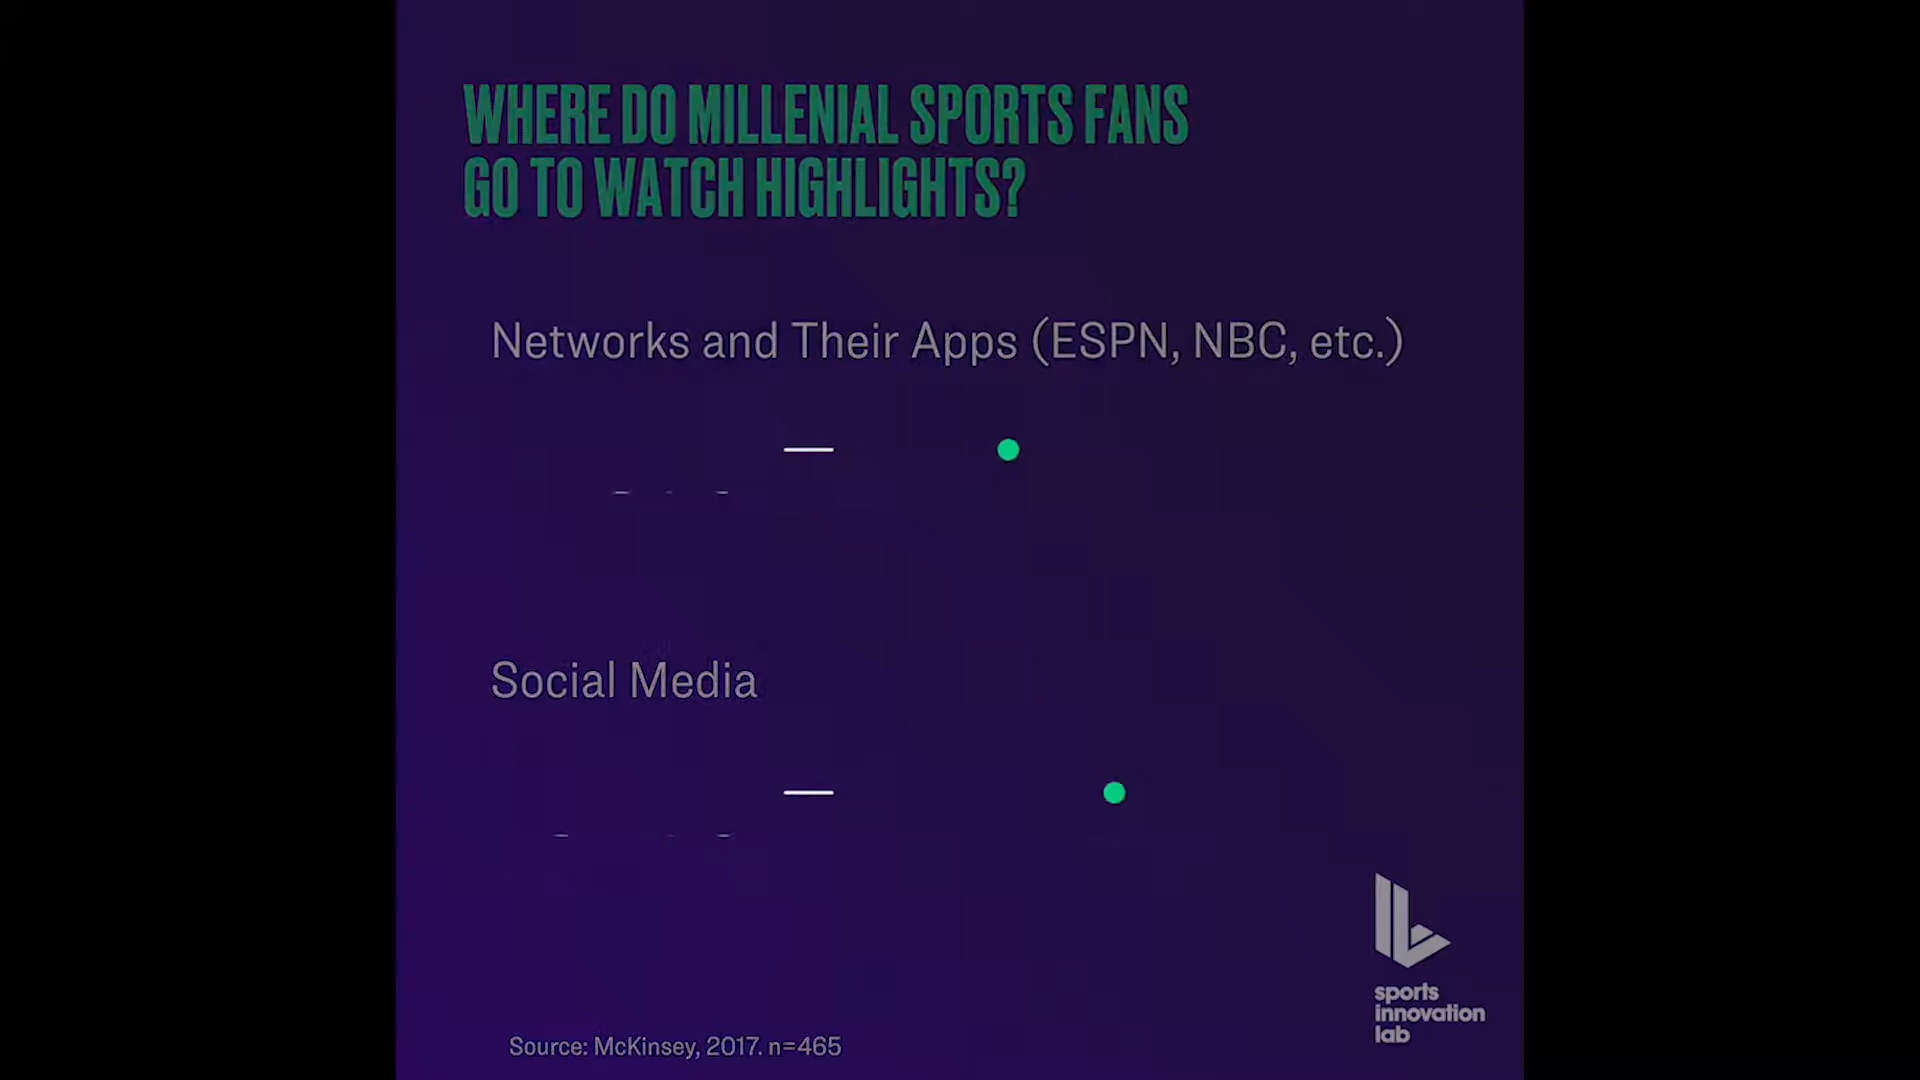 WHERE DO MILLENIAL SPORTS FANS
GO TO WATCH HIGHLIGHTS?
Networks and Their Apps (ESPN, NBC, etc.)
Social Media
sports
innovation
lab
Source: McKinsey, 2017. n=465